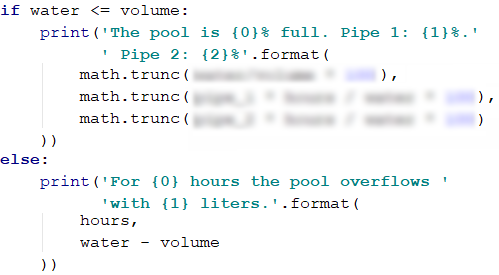 if water <= volume:
print('The pool is {0}% full. Pipe 1: {1}%.'
' Pipe 2: {2}%'.format(
math.trunc( ),
math.trunc( ),
math.trunc( )
))
else:
print('For {0} hours the pool overflows '
'with {1} liters.'.format(
hours,
water - volume
))